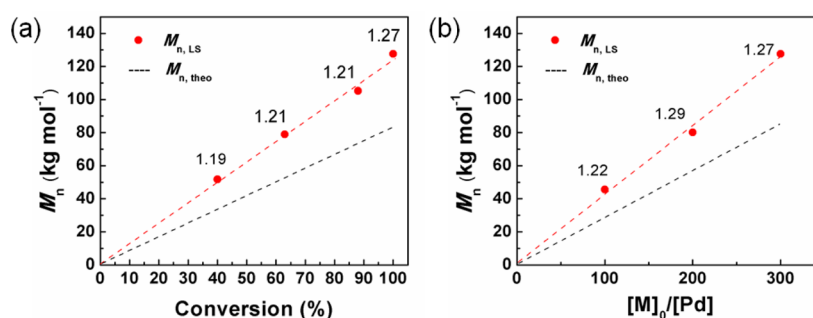 (a)
140
120
100
80
60
40
20
0
Mn (kg mol⁻¹)
Mn, LS
Mn, theo
1.19
1.21
1.21
1.27
0 10 20 30 40 50 60 70 80 90 100
Conversion (%)
(b)
140
120
100
80
60
40
20
0
Mn (kg mol⁻¹)
Mn, LS
Mn, theo
1.22
1.29
1.27
0 100 200 300
[M]₀/[Pd]